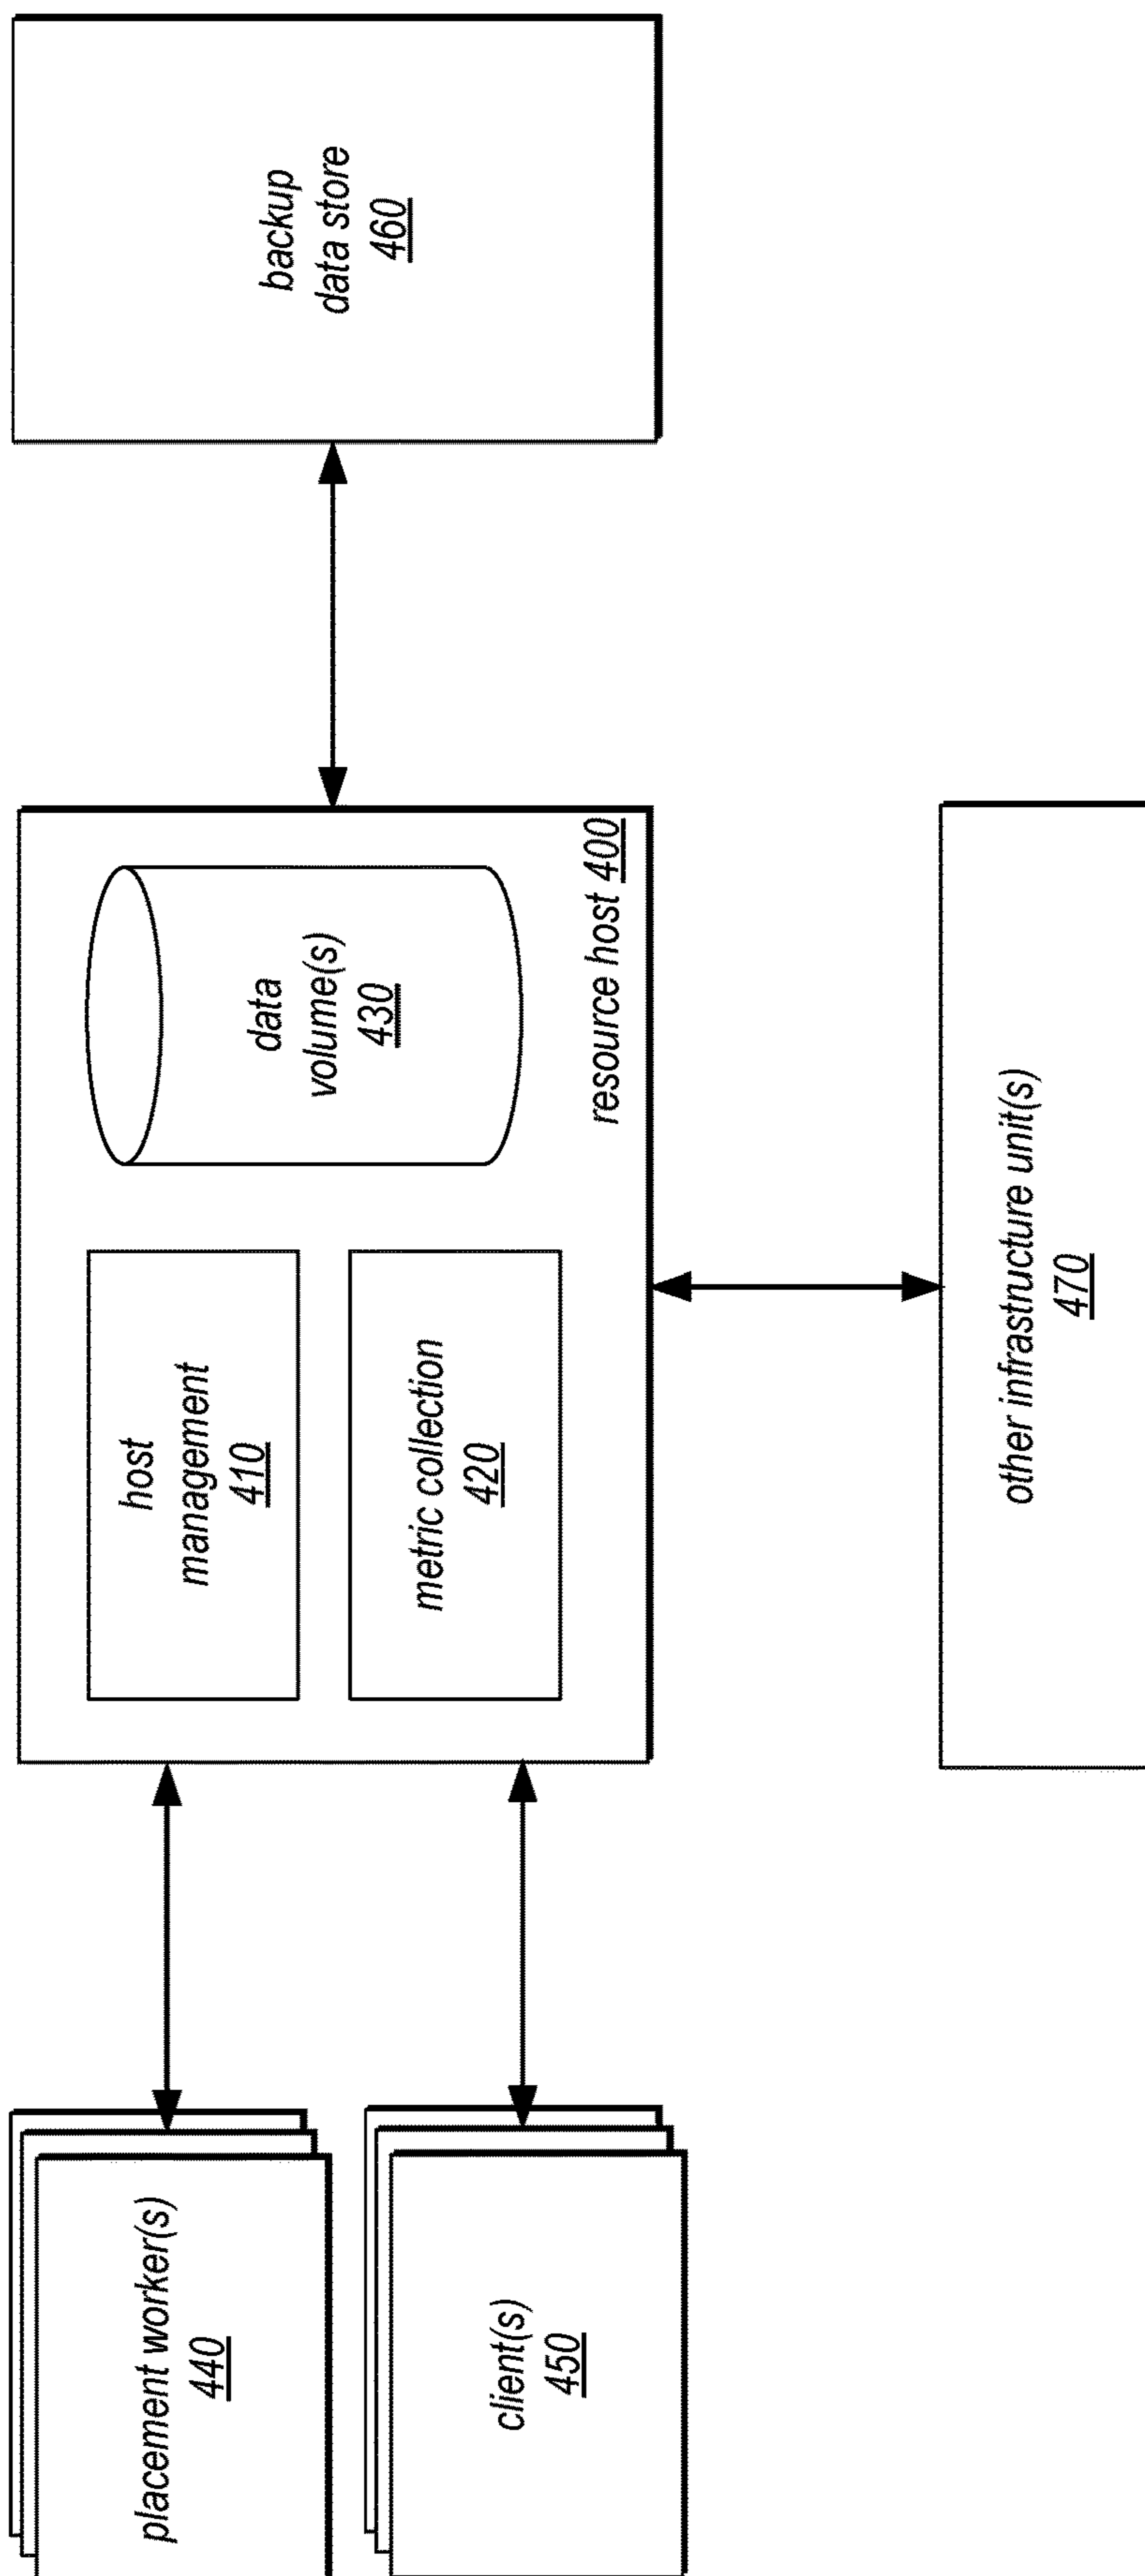 placement worker(s)
440
client(s)
450
host
management
410
metric collection
420
data
volume(s)
430
resource host 400
backup
data store
460
other infrastructure unit(s)
470